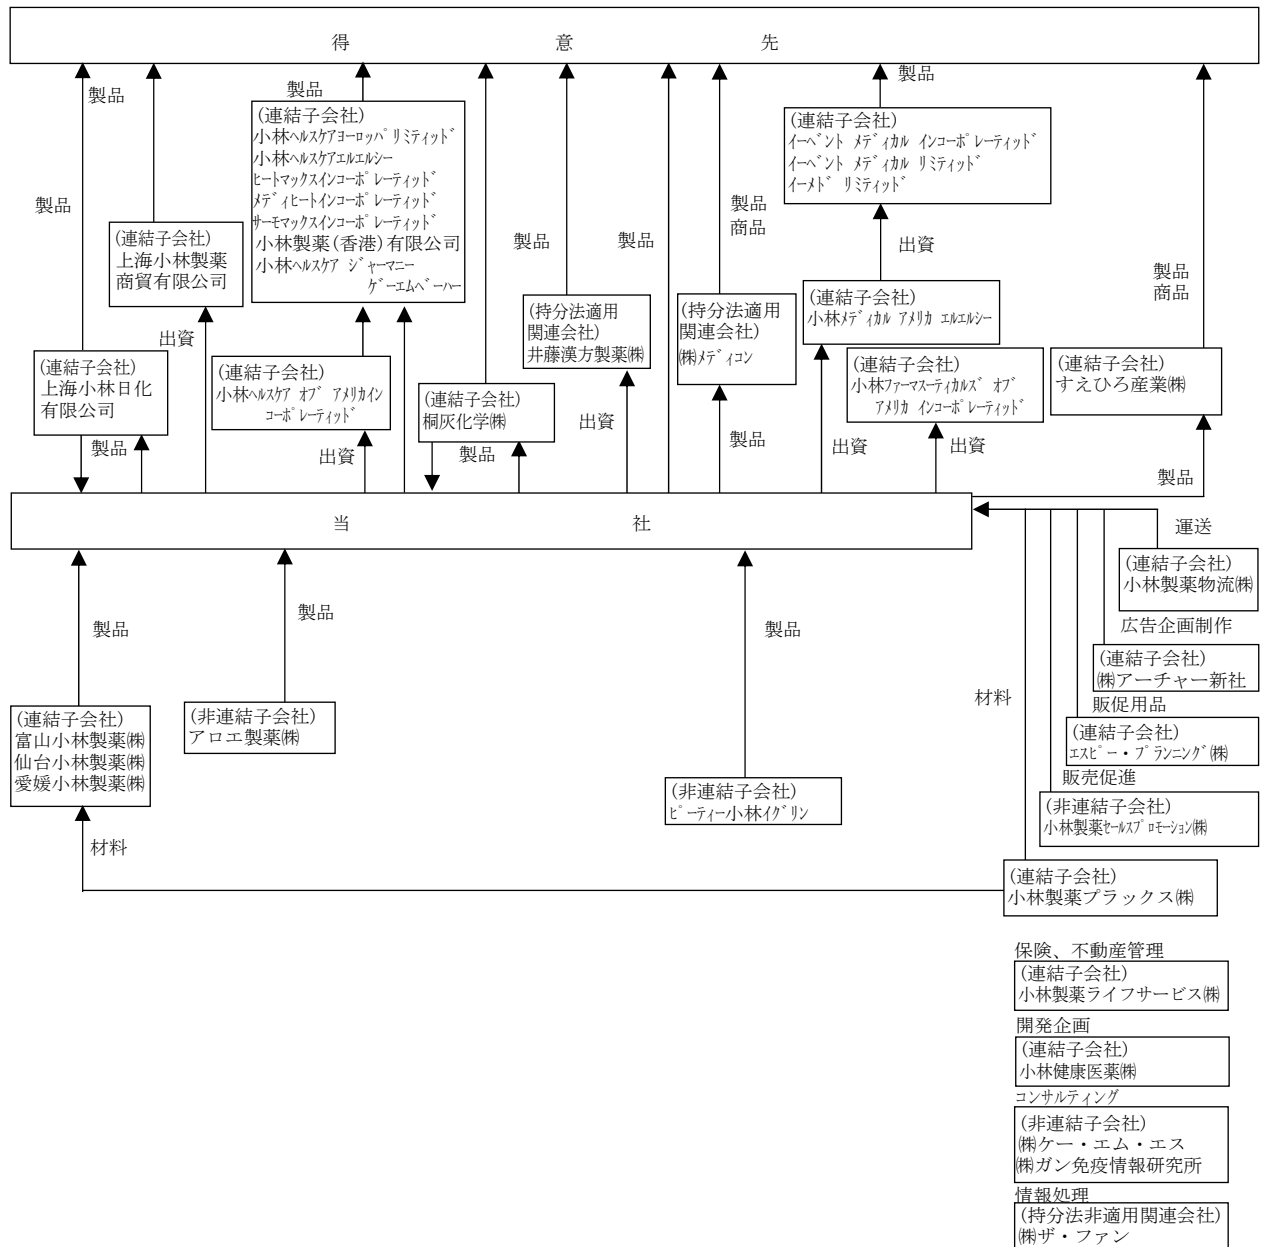 得意先
製品
製品
(連結子会社)
小林ﾍﾙｽｹｱﾖｰﾛｯﾊﾟﾘﾐﾃｨｯﾄﾞ
小林ﾍﾙｽｹｱｴﾙｴﾙｼｰ
ﾋｰﾄﾏｯｸｽｲﾝｺｰﾎﾟﾚｰﾃｨｯﾄﾞ
ﾒﾃﾞｨﾋｰﾄｲﾝｺｰﾎﾟﾚｰﾃｨｯﾄﾞ
ｻｰﾓﾏｯｸｽｲﾝｺｰﾎﾟﾚｰﾃｨｯﾄﾞ
小林製薬(香港)有限公司
小林ﾍﾙｽｹｱ ｼﾞｬｰﾏﾆｰ
ｹﾞｰｴﾑﾍﾞｰﾊｰ
製品
(連結子会社)
ｲｰﾍﾞﾝﾄ ﾒﾃﾞｨｶﾙ ｲﾝｺｰﾎﾟﾚｰﾃｨｯﾄﾞ
ｲｰﾍﾞﾝﾄ ﾒﾃﾞｨｶﾙ ﾘﾐﾃｨｯﾄﾞ
ｲｰﾒﾄﾞ ﾘﾐﾃｨｯﾄﾞ
製品
(連結子会社)
上海小林製薬
商貿有限公司
製品
製品
製品
商品
出資
製品
商品
(連結子会社)
上海小林日化
有限公司
出資
(連結子会社)
小林ﾍﾙｽｹｱ ｵﾌﾞ ｱﾒﾘｶｲﾝ
ｺｰﾎﾟﾚｰﾃｨｯﾄﾞ
(連結子会社)
桐灰化学㈱
(持分法適用
関連会社)
井藤漢方製薬㈱
(持分法適用
関連会社)
㈱ﾒﾃﾞｨｺﾝ
(連結子会社)
小林ﾒﾃﾞｨｶﾙ ｱﾒﾘｶ ｴﾙｴﾙｼｰ
(連結子会社)
小林ﾌｧｰﾏｽｰﾃｨｶﾙｽﾞ ｵﾌﾞ
ｱﾒﾘｶ ｲﾝｺｰﾎﾟﾚｰﾃｨｯﾄﾞ
(連結子会社)
すえひろ産業㈱
製品
出資
製品
出資
製品
出資
出資
製品
当社
運送
(連結子会社)
小林製薬物流㈱
広告企画制作
(連結子会社)
㈱アーチャー新社
販促用品
(連結子会社)
ｴｽﾋﾟｰ・ﾌﾟﾗﾝﾆﾝｸﾞ㈱
販売促進
(非連結子会社)
小林製薬ｾｰﾙｽﾌﾟﾛﾓｰｼｮﾝ㈱
材料
(連結子会社)
小林製薬プラックス㈱
製品
製品
製品
(連結子会社)
富山小林製薬㈱
仙台小林製薬㈱
愛媛小林製薬㈱
(非連結子会社)
アロエ製薬㈱
(非連結子会社)
ﾋﾟｰﾃｨｰ小林ｲｸﾞﾘﾝ
材料
保険、不動産管理
(連結子会社)
小林製薬ライフサービス㈱
開発企画
(連結子会社)
小林健康医薬㈱
コンサルティング
(非連結子会社)
㈱ケー・エム・エス
㈱ガン免疫情報研究所
情報処理
(持分法非適用関連会社)
㈱ザ・ファン